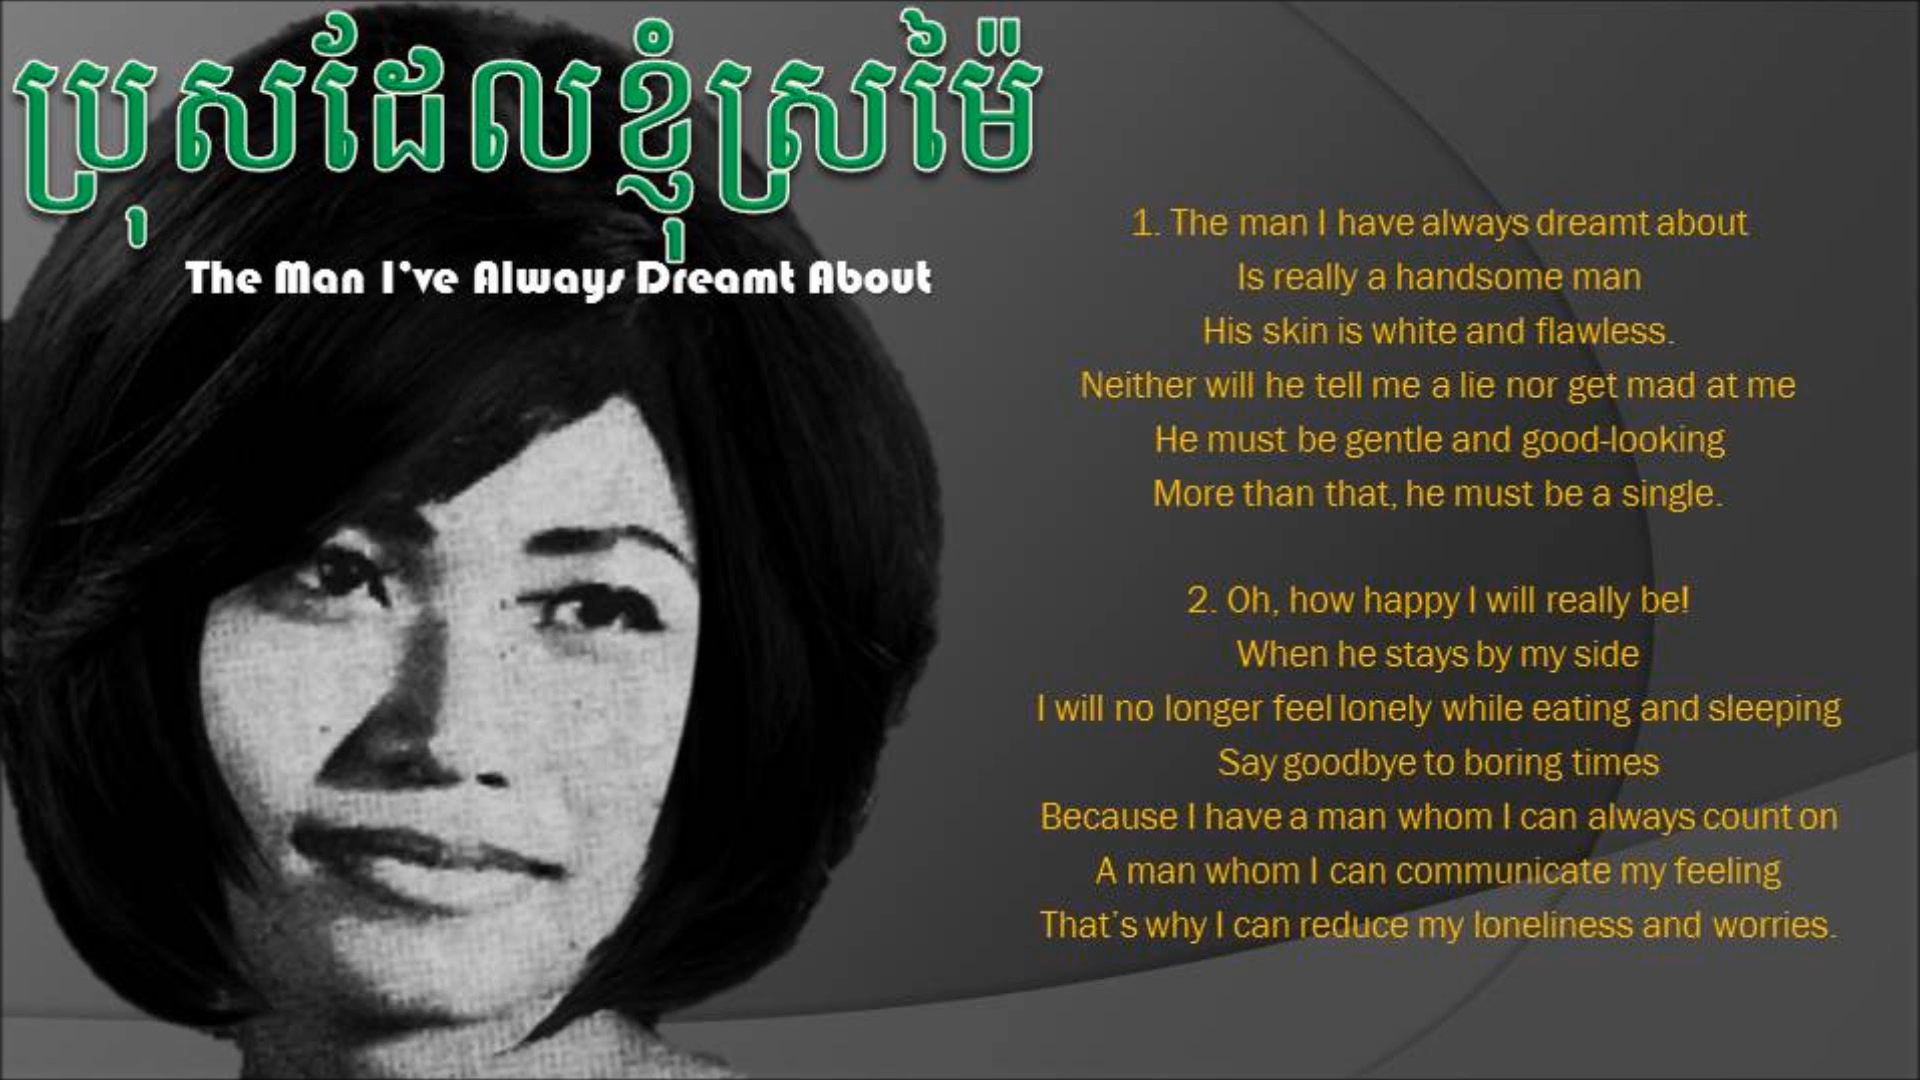 ប្រុសដែលខ្ញុំស្រម៉ៃ
The Man I've Always Dreamt About
1. The man I have always dreamt about
Is really a handsome man
His skin is white and flawless.
Neither will he tell me a lie nor get mad at me
He must be gentle and good-looking
More than that, he must be a single.
2. Oh, how happy I will really be!
When he stays by my side
I will no longer feel lonely while eating and sleeping
Say goodbye to boring times
Because I have a man whom I can always count on
A man whom I can communicate my feeling
That's why I can reduce my loneliness and worries.